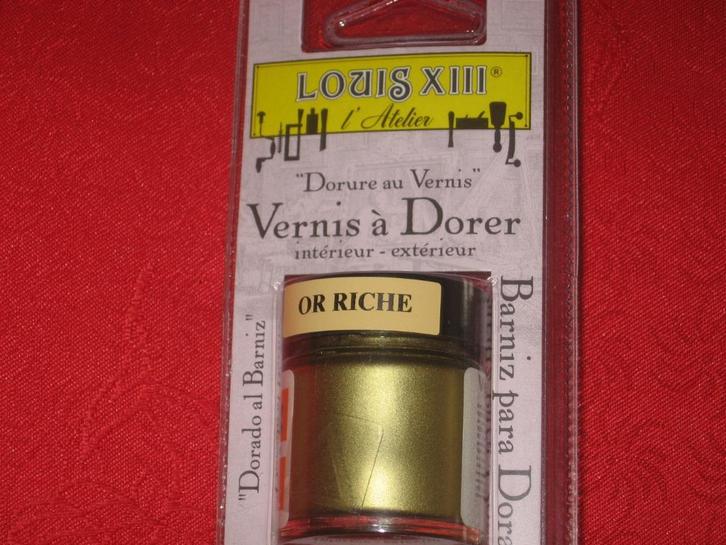 LOUIS XIII®
l'Atelier
"Dorure au Vernis"
Vernis à Dorer
intérieur - extérieur
OR RICHE
"Dorado al Barniz"
Barniz para Dora